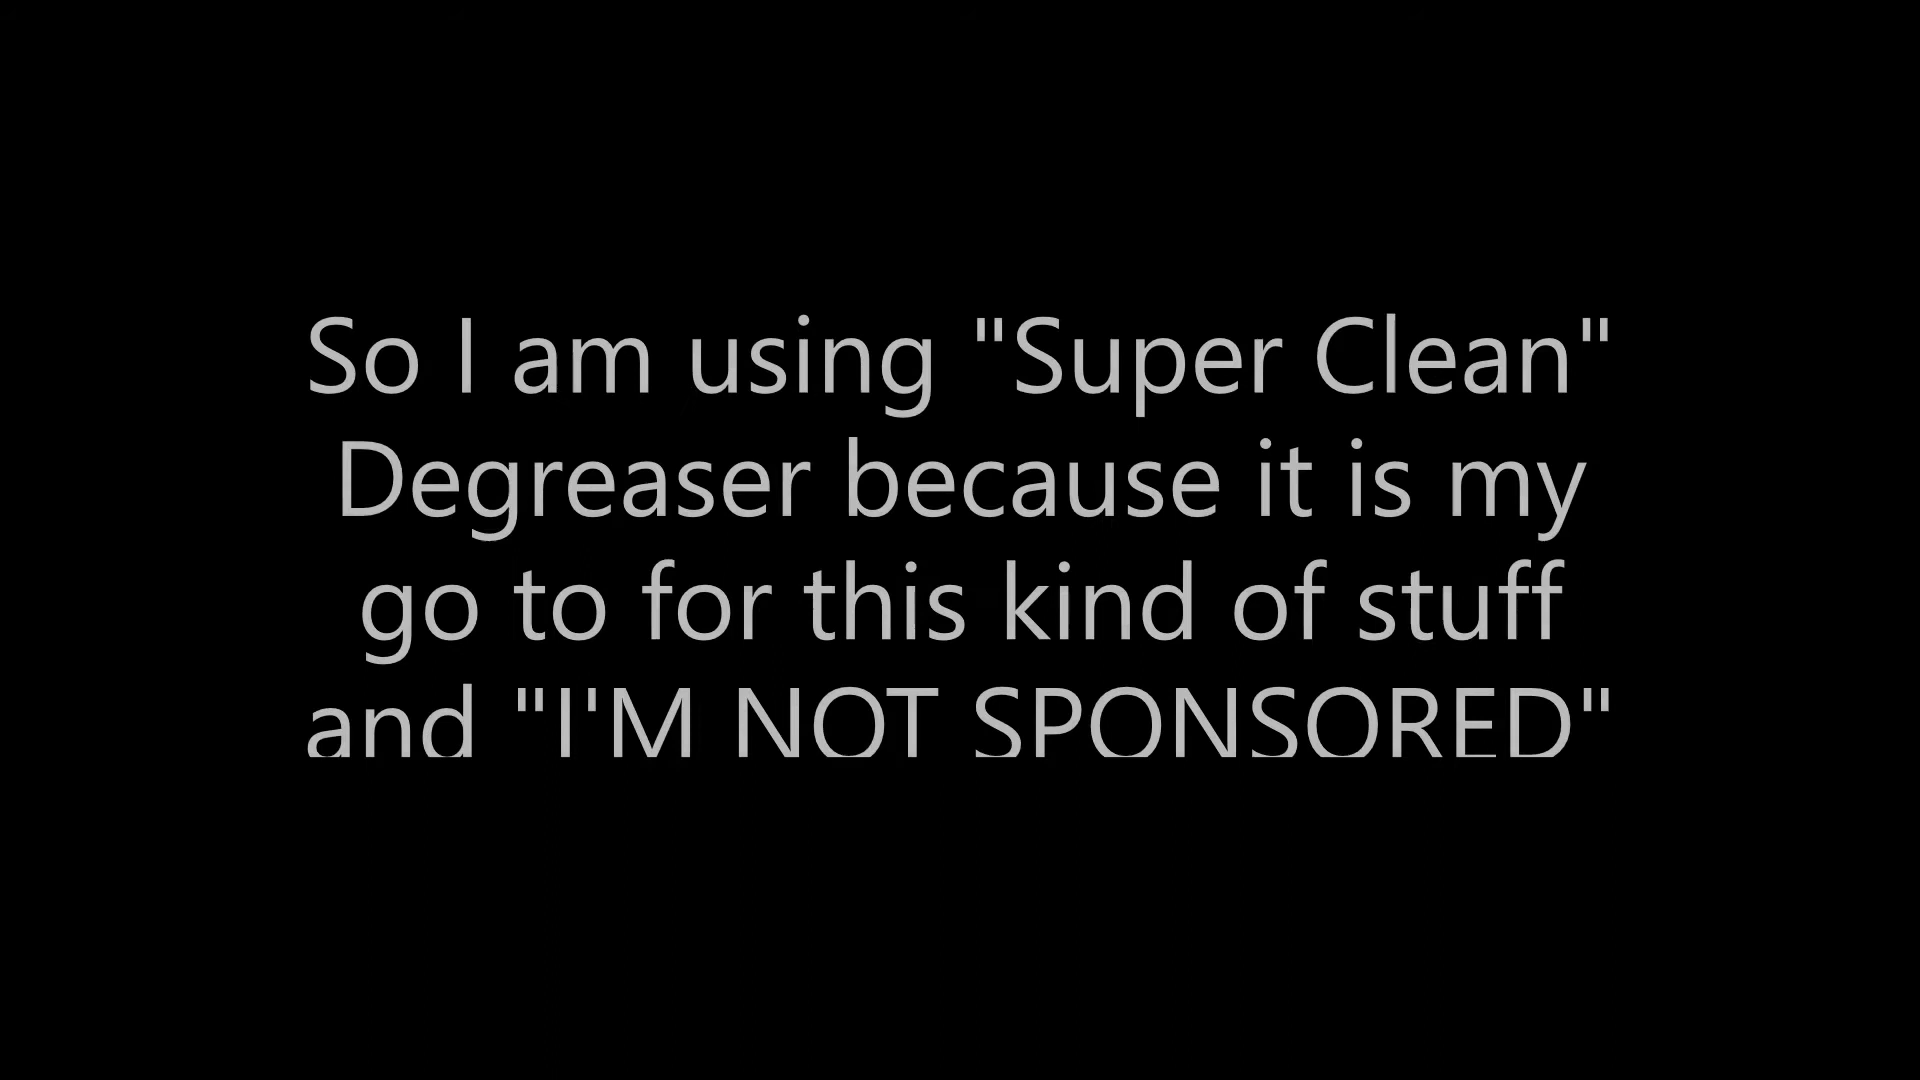 So I am using "Super Clean"
Degreaser because it is my
go to for this kind of stuff
and "I'M NOT SPONSORED"